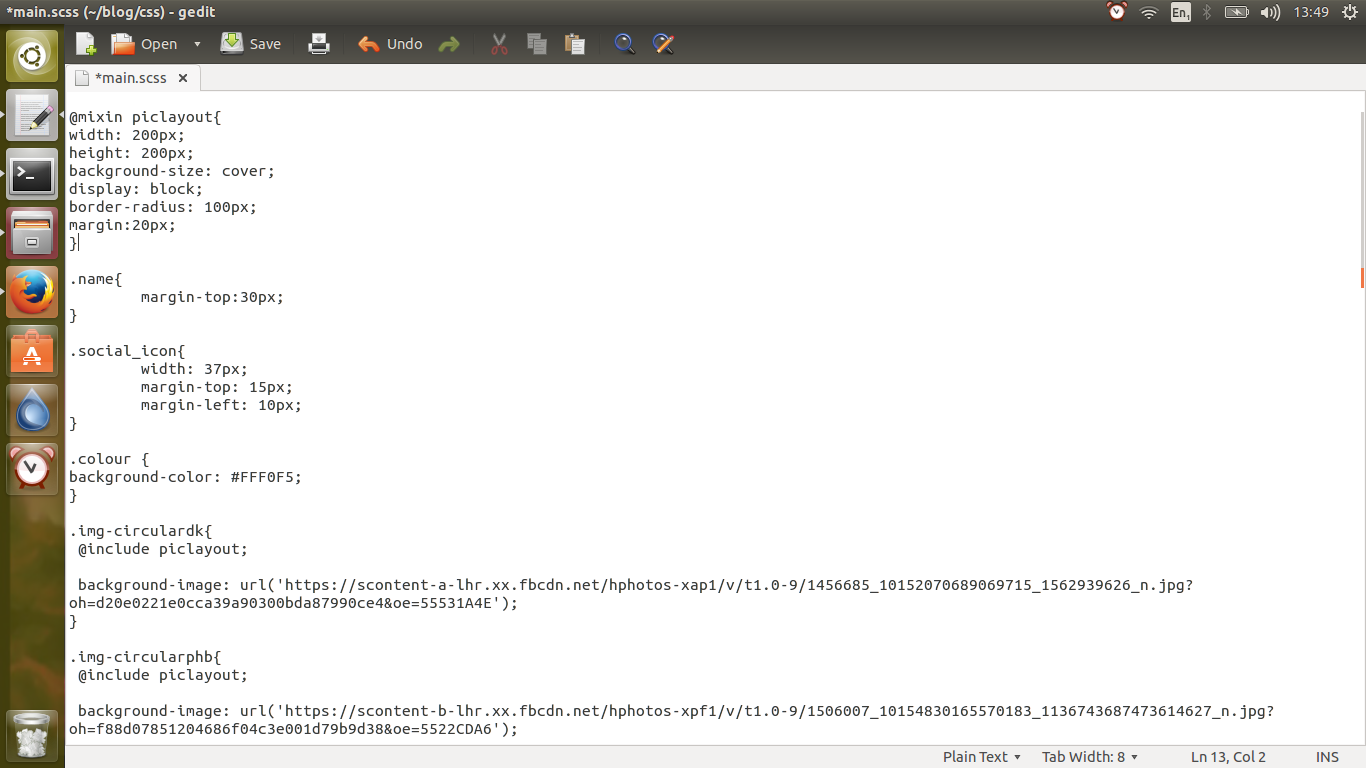 *main.scss (~/blog/css) - gedit
En1
13:49
Open
Save
Undo
*main.scss
@mixin piclayout{
width: 200px;
height: 200px;
background-size: cover;
display: block;
border-radius: 100px;
margin:20px;
}
.name{
margin-top:30px;
}
.social_icon{
width: 37px;
margin-top: 15px;
margin-left: 10px;
}
.colour {
background-color: #FFF0F5;
}
.img-circulardk{
@include piclayout;
background-image: url('https://scontent-a-lhr.xx.fbcdn.net/hphotos-xap1/v/t1.0-9/1456685_10152070689069715_1562939626_n.jpg?
oh=d20e0221e0cca39a90300bda87990ce4&oe=55531A4E');
}
.img-circularphb{
@include piclayout;
background-image: url('https://scontent-b-lhr.xx.fbcdn.net/hphotos-xpf1/v/t1.0-9/1506007_10154830165570183_1136743687473614627_n.jpg?
oh=f88d07851204686f04c3e001d79b9d38&oe=5522CDA6');
Plain Text
Tab Width: 8
Ln 13, Col 2
INS